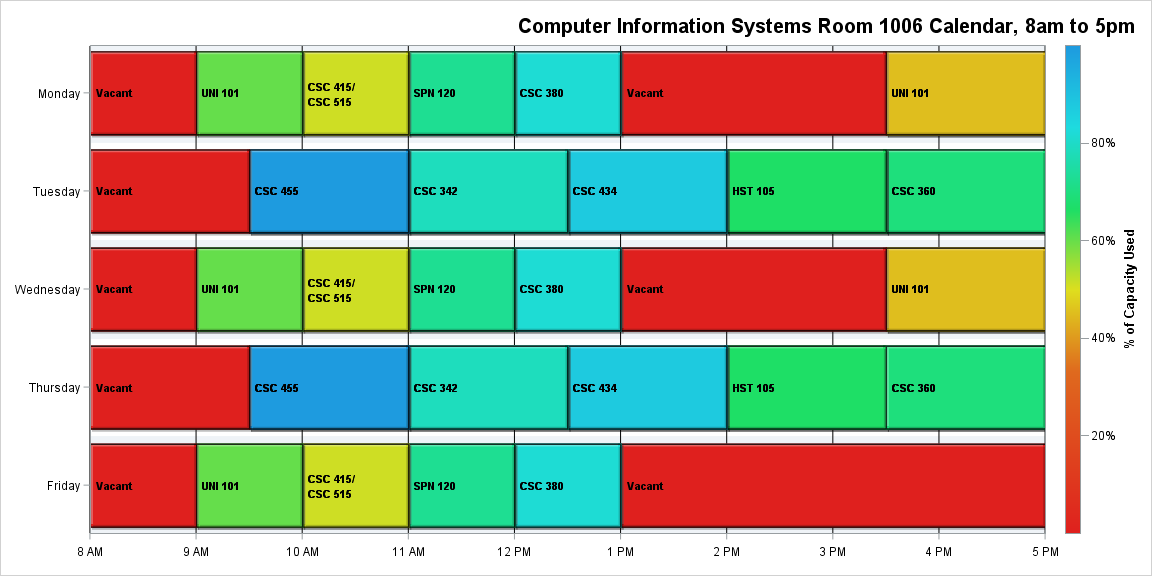 Computer Information Systems Room 1006 Calendar, 8am to 5pm
Monday
Vacant
UNI 101
CSC 415/
CSC 515
SPN 120
CSC 380
Vacant
UNI 101
Tuesday
Vacant
CSC 455
CSC 342
CSC 434
HST 105
CSC 360
Wednesday
Vacant
UNI 101
CSC 415/
CSC 515
SPN 120
CSC 380
Vacant
UNI 101
Thursday
Vacant
CSC 455
CSC 342
CSC 434
HST 105
CSC 360
Friday
Vacant
UNI 101
CSC 415/
CSC 515
SPN 120
CSC 380
Vacant
8 AM
9 AM
10 AM
11 AM
12 PM
1 PM
2 PM
3 PM
4 PM
5 PM
80%
60%
40%
20%
% of Capacity Used